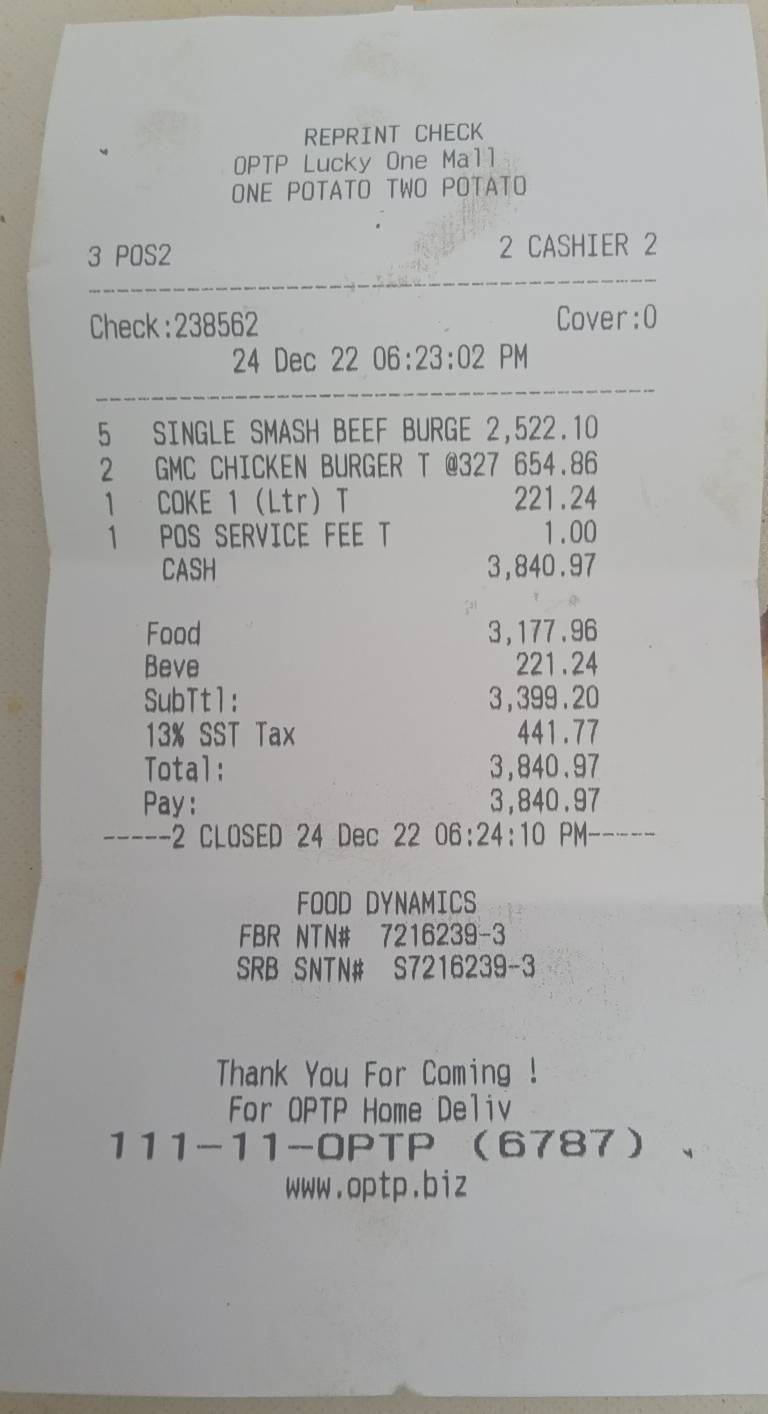 REPRINT CHECK
OPTP Lucky One Mall
ONE POTATO TWO POTATO
3 POS2 2 CASHIER 2
Check:238562 Cover:0
24 Dec 22 06:23:02 PM
5 SINGLE SMASH BEEF BURGE 2,522.10
2 GMC CHICKEN BURGER T @327 654.86
1 COKE 1 (Ltr) T 221.24
1 POS SERVICE FEE T 1.00
CASH 3,840.97
Food 3,177.96
Beve 221.24
SubTtl: 3,399.20
13% SST Tax 441.77
Total: 3,840.97
Pay: 3,840.97
-----2 CLOSED 24 Dec 22 06:24:10 PM-----
FOOD DYNAMICS
FBR NTN# 7216239-3
SRB SNTN# S7216239-3
Thank You For Coming !
For OPTP Home Deliv
111-11-OPTP (6787)
www.optp.biz